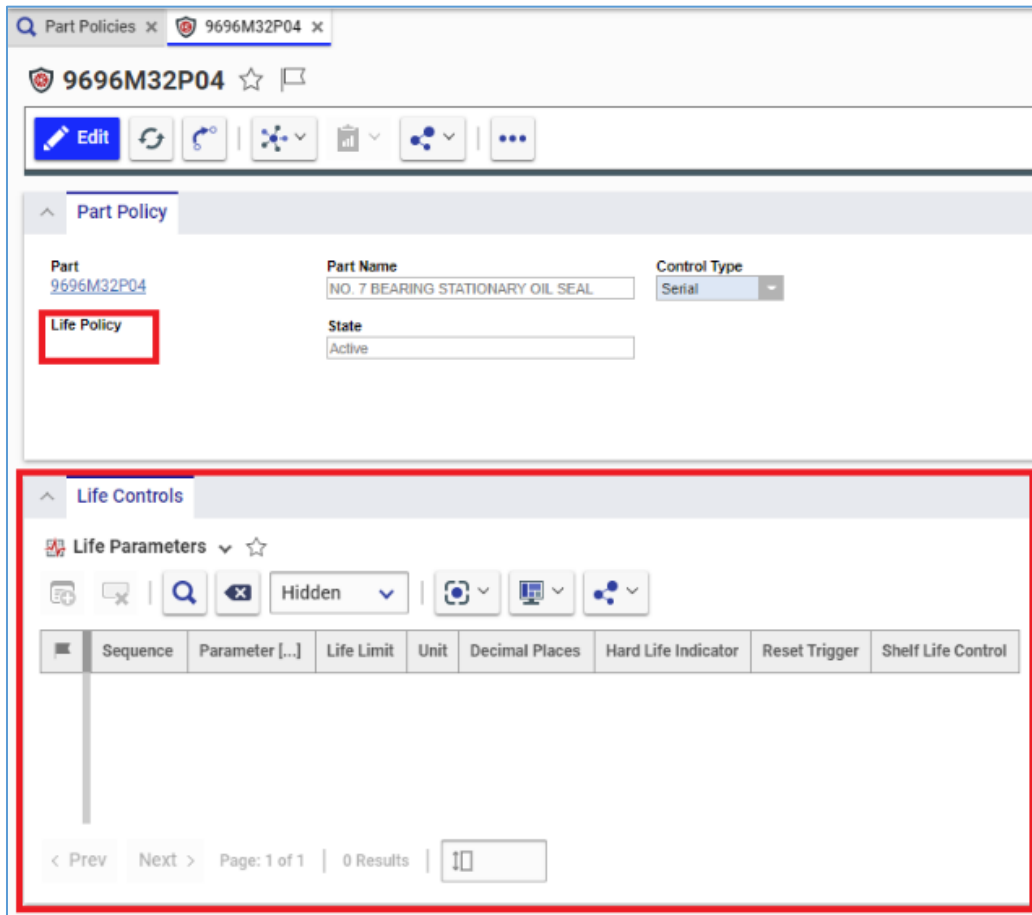 Part Policies 9696M32P04
9696M32P04
Edit
Part Policy
Part Part Name Control Type
9696M32P04 NO. 7 BEARING STATIONARY OIL SEAL Serial
Life Policy State
Active
Life Controls
Life Parameters
Hidden
Sequence Parameter [...] Life Limit Unit Decimal Places Hard Life Indicator Reset Trigger Shelf Life Control
< Prev Next > Page: 1 of 1 | 0 Results |